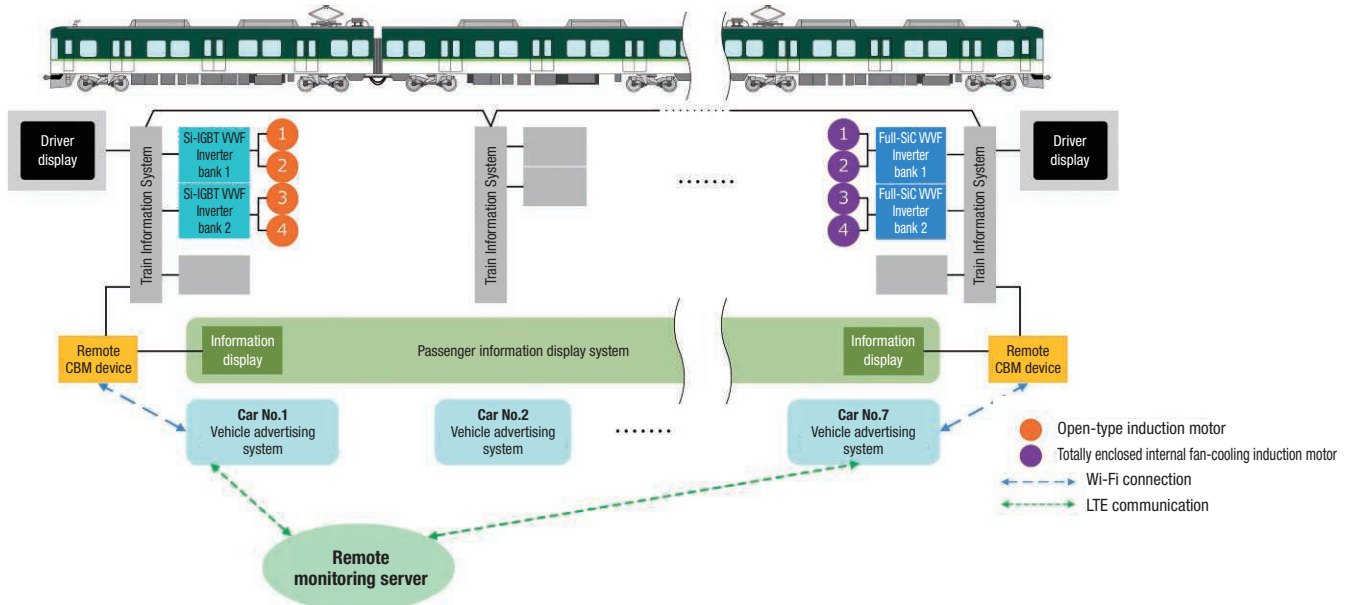 Driver
display
Train Information System
Si-IGBT VVVF
Inverter
bank 1
Si-IGBT VVVF
Inverter
bank 2
1
2
3
4
Train Information System
1
2
3
4
Full-SiC VVVF
Inverter
bank 1
Full-SiC VVVF
Inverter
bank 2
Train Information System
Driver
display
Remote
CBM device
Information
display
Passenger information display system
Information
display
Remote
CBM device
Car No.1
Vehicle advertising
system
Car No.2
Vehicle advertising
system
Car No.7
Vehicle advertising
system
Open-type induction motor
Totally enclosed internal fan-cooling induction motor
Wi-Fi connection
LTE communication
Remote
monitoring server